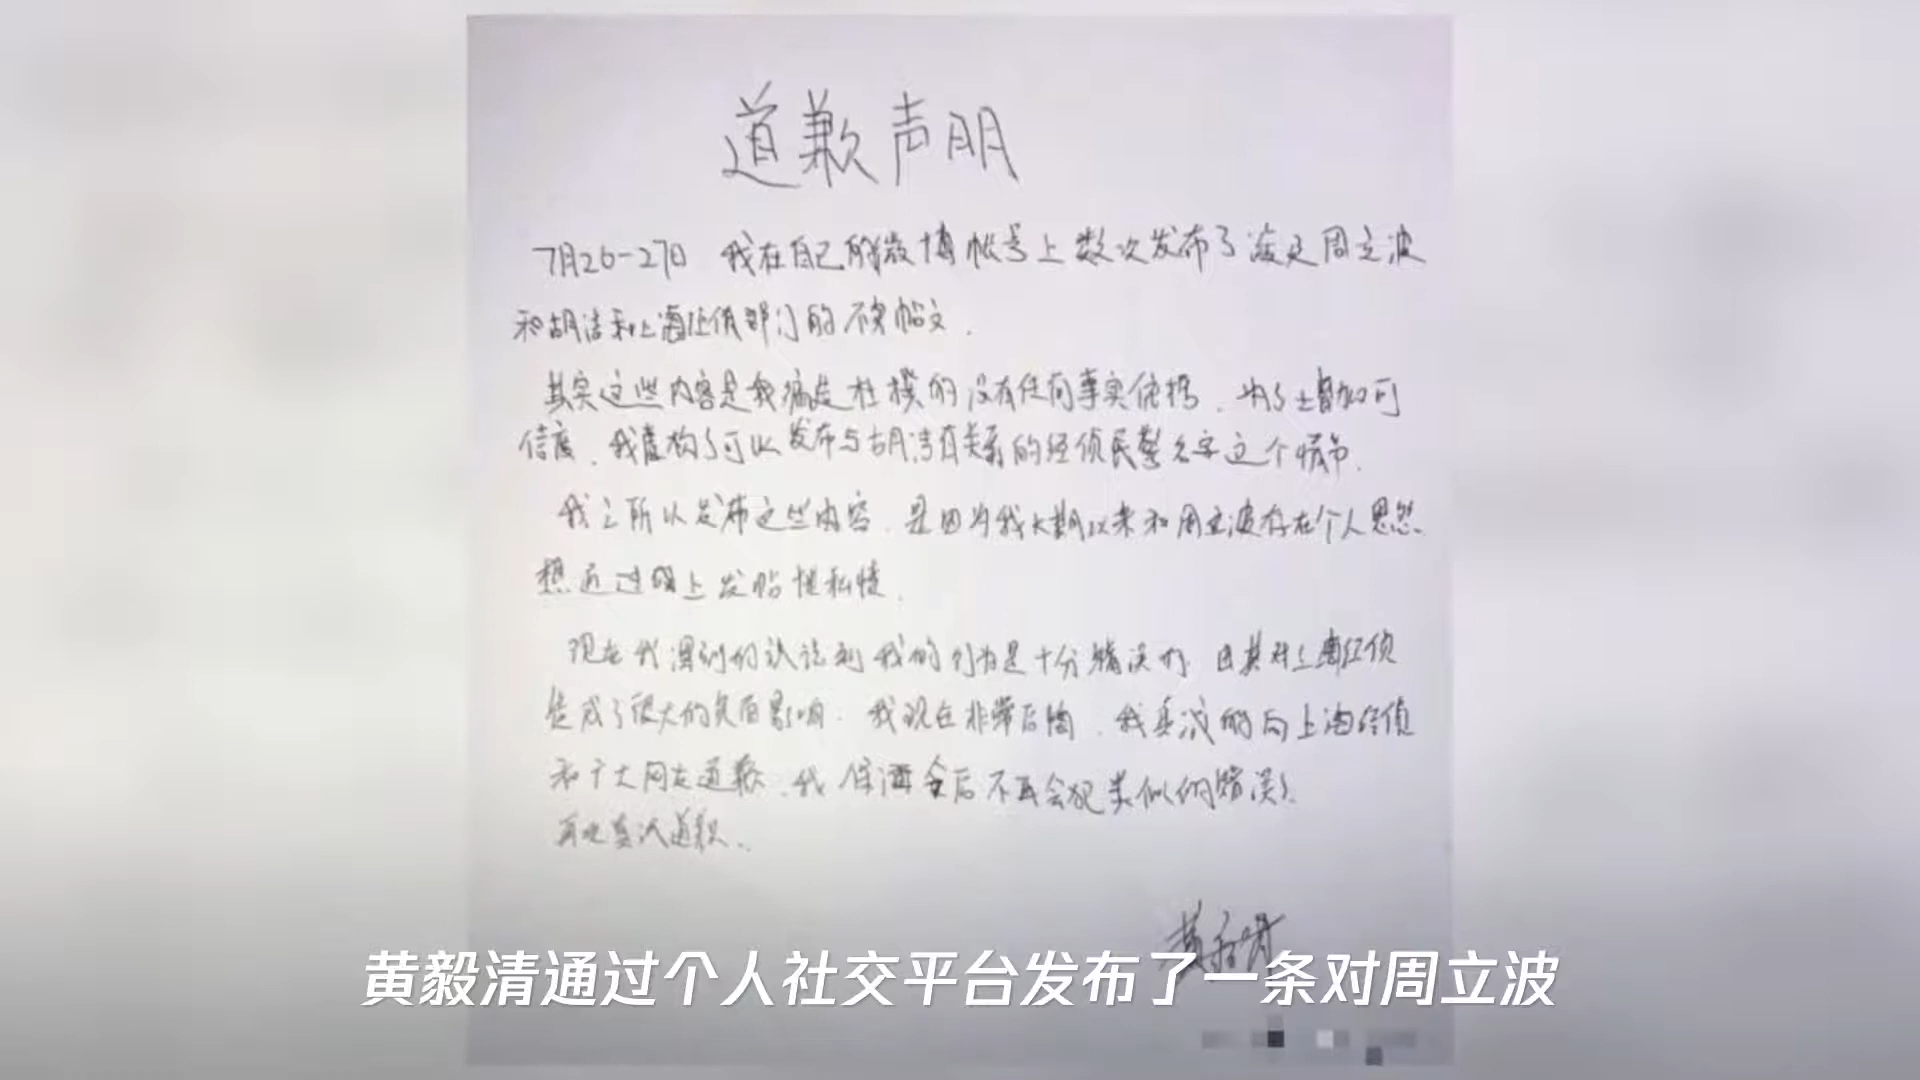 道歉声明
7月26-27日 我在自己的微博帐号上数次发布了涉及周立波
和胡洁和上海经侦部门的不实帖文.
其实这些内容是我编造杜撰的没有任何事实依据. 为了增加可
信度. 我虚构了可以发布与胡洁有关系的经侦民警名字这个情节.
我之所以发布这些内容. 是因为我长期以来和周立波存在个人恩怨.
想通过网上发帖泄私愤.
现在我深刻的认识到我的行为是十分错误的. 尤其对上海经侦
造成了很大的负面影响. 我现在非常后悔. 我真诚的向上海经侦
和广大网友道歉. 我保证今后不再会犯类似的错误!
再也真诚道歉.
黄毅清通过个人社交平台发布了一条对周立波